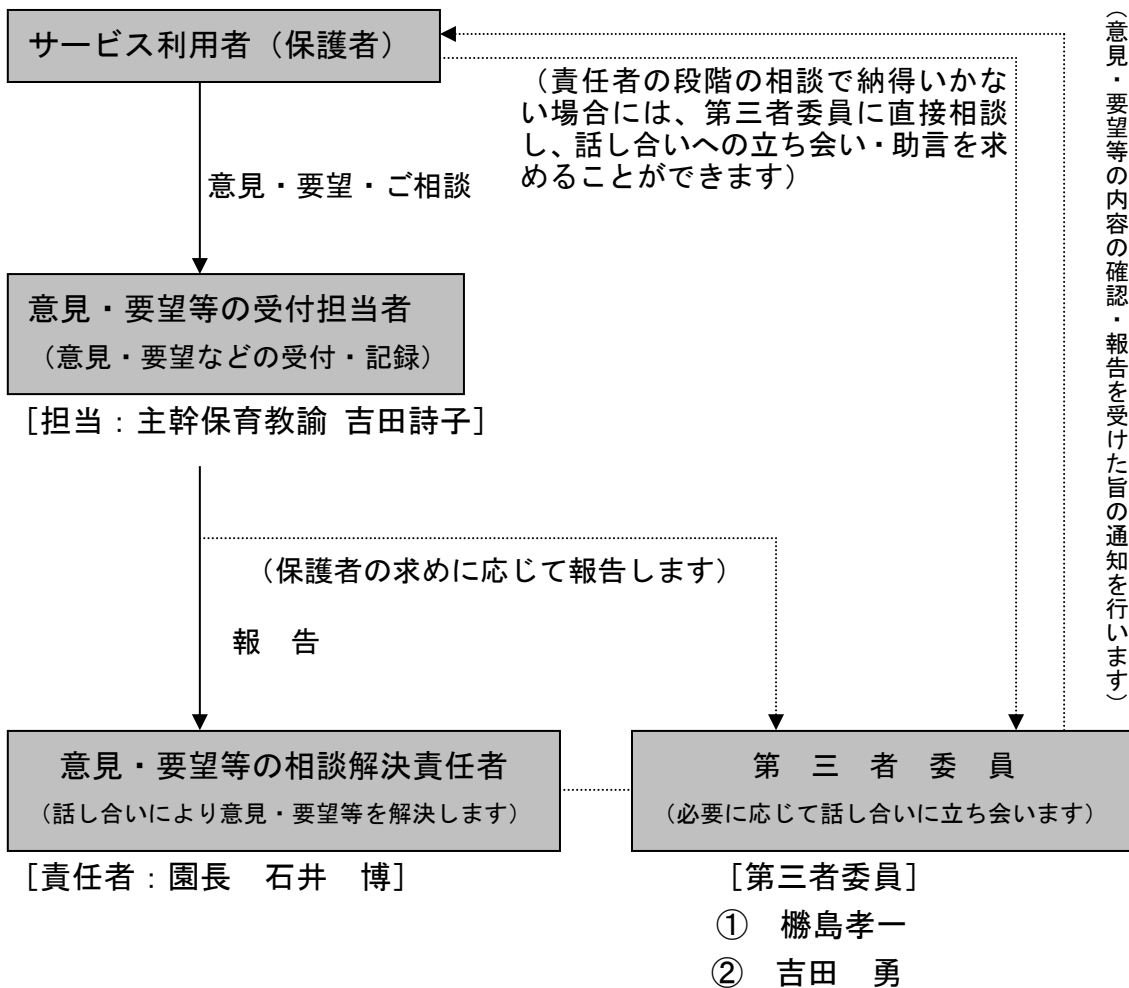 サービス利用者（保護者）
（責任者の段階の相談で納得いかな
い場合には、第三者委員に直接相談
し、話し合いへの立ち会い・助言を求
めることができます）
（意見・要望等の内容の確認・報告を受けた旨の通知を行います）
意見・要望・ご相談
意見・要望等の受付担当者
（意見・要望などの受付・記録）
［担当：主幹保育教諭 吉田詩子］
（保護者の求めに応じて報告します）
報　告
意見・要望等の相談解決責任者
（話し合いにより意見・要望等を解決します）
［責任者：園長　石井　博］
第　三　者　委　員
（必要に応じて話し合いに立ち会います）
［第三者委員］
①　橳島孝一
②　吉田　勇